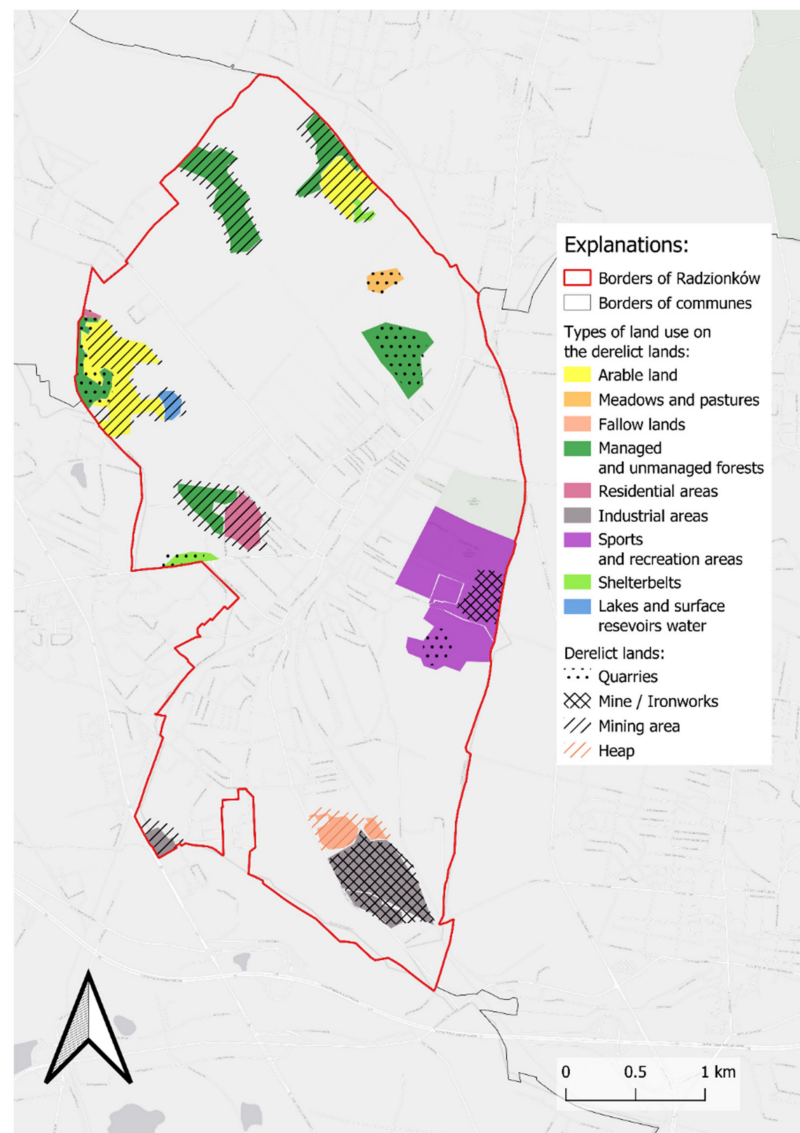 Explanations:
Borders of Radzionków
Borders of communes
Types of land use on
the derelict lands:
Arable land
Meadows and pastures
Fallow lands
Managed
and unmanaged forests
Residential areas
Industrial areas
Sports
and recreation areas
Shelterbelts
Lakes and surface
resevoirs water
Derelict lands:
Quarries
Mine / Ironworks
Mining area
Heap
0 0.5 1 km